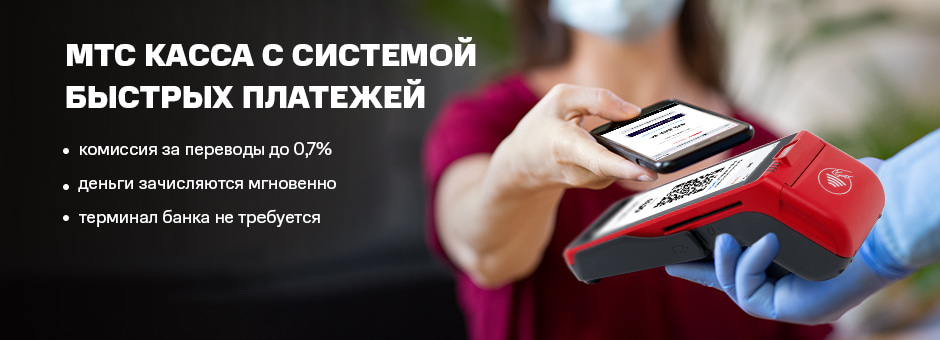 МТС КАССА С СИСТЕМОЙ
БЫСТРЫХ ПЛАТЕЖЕЙ
• комиссия за переводы до 0,7%
• деньги зачисляются мгновенно
• терминал банка не требуется